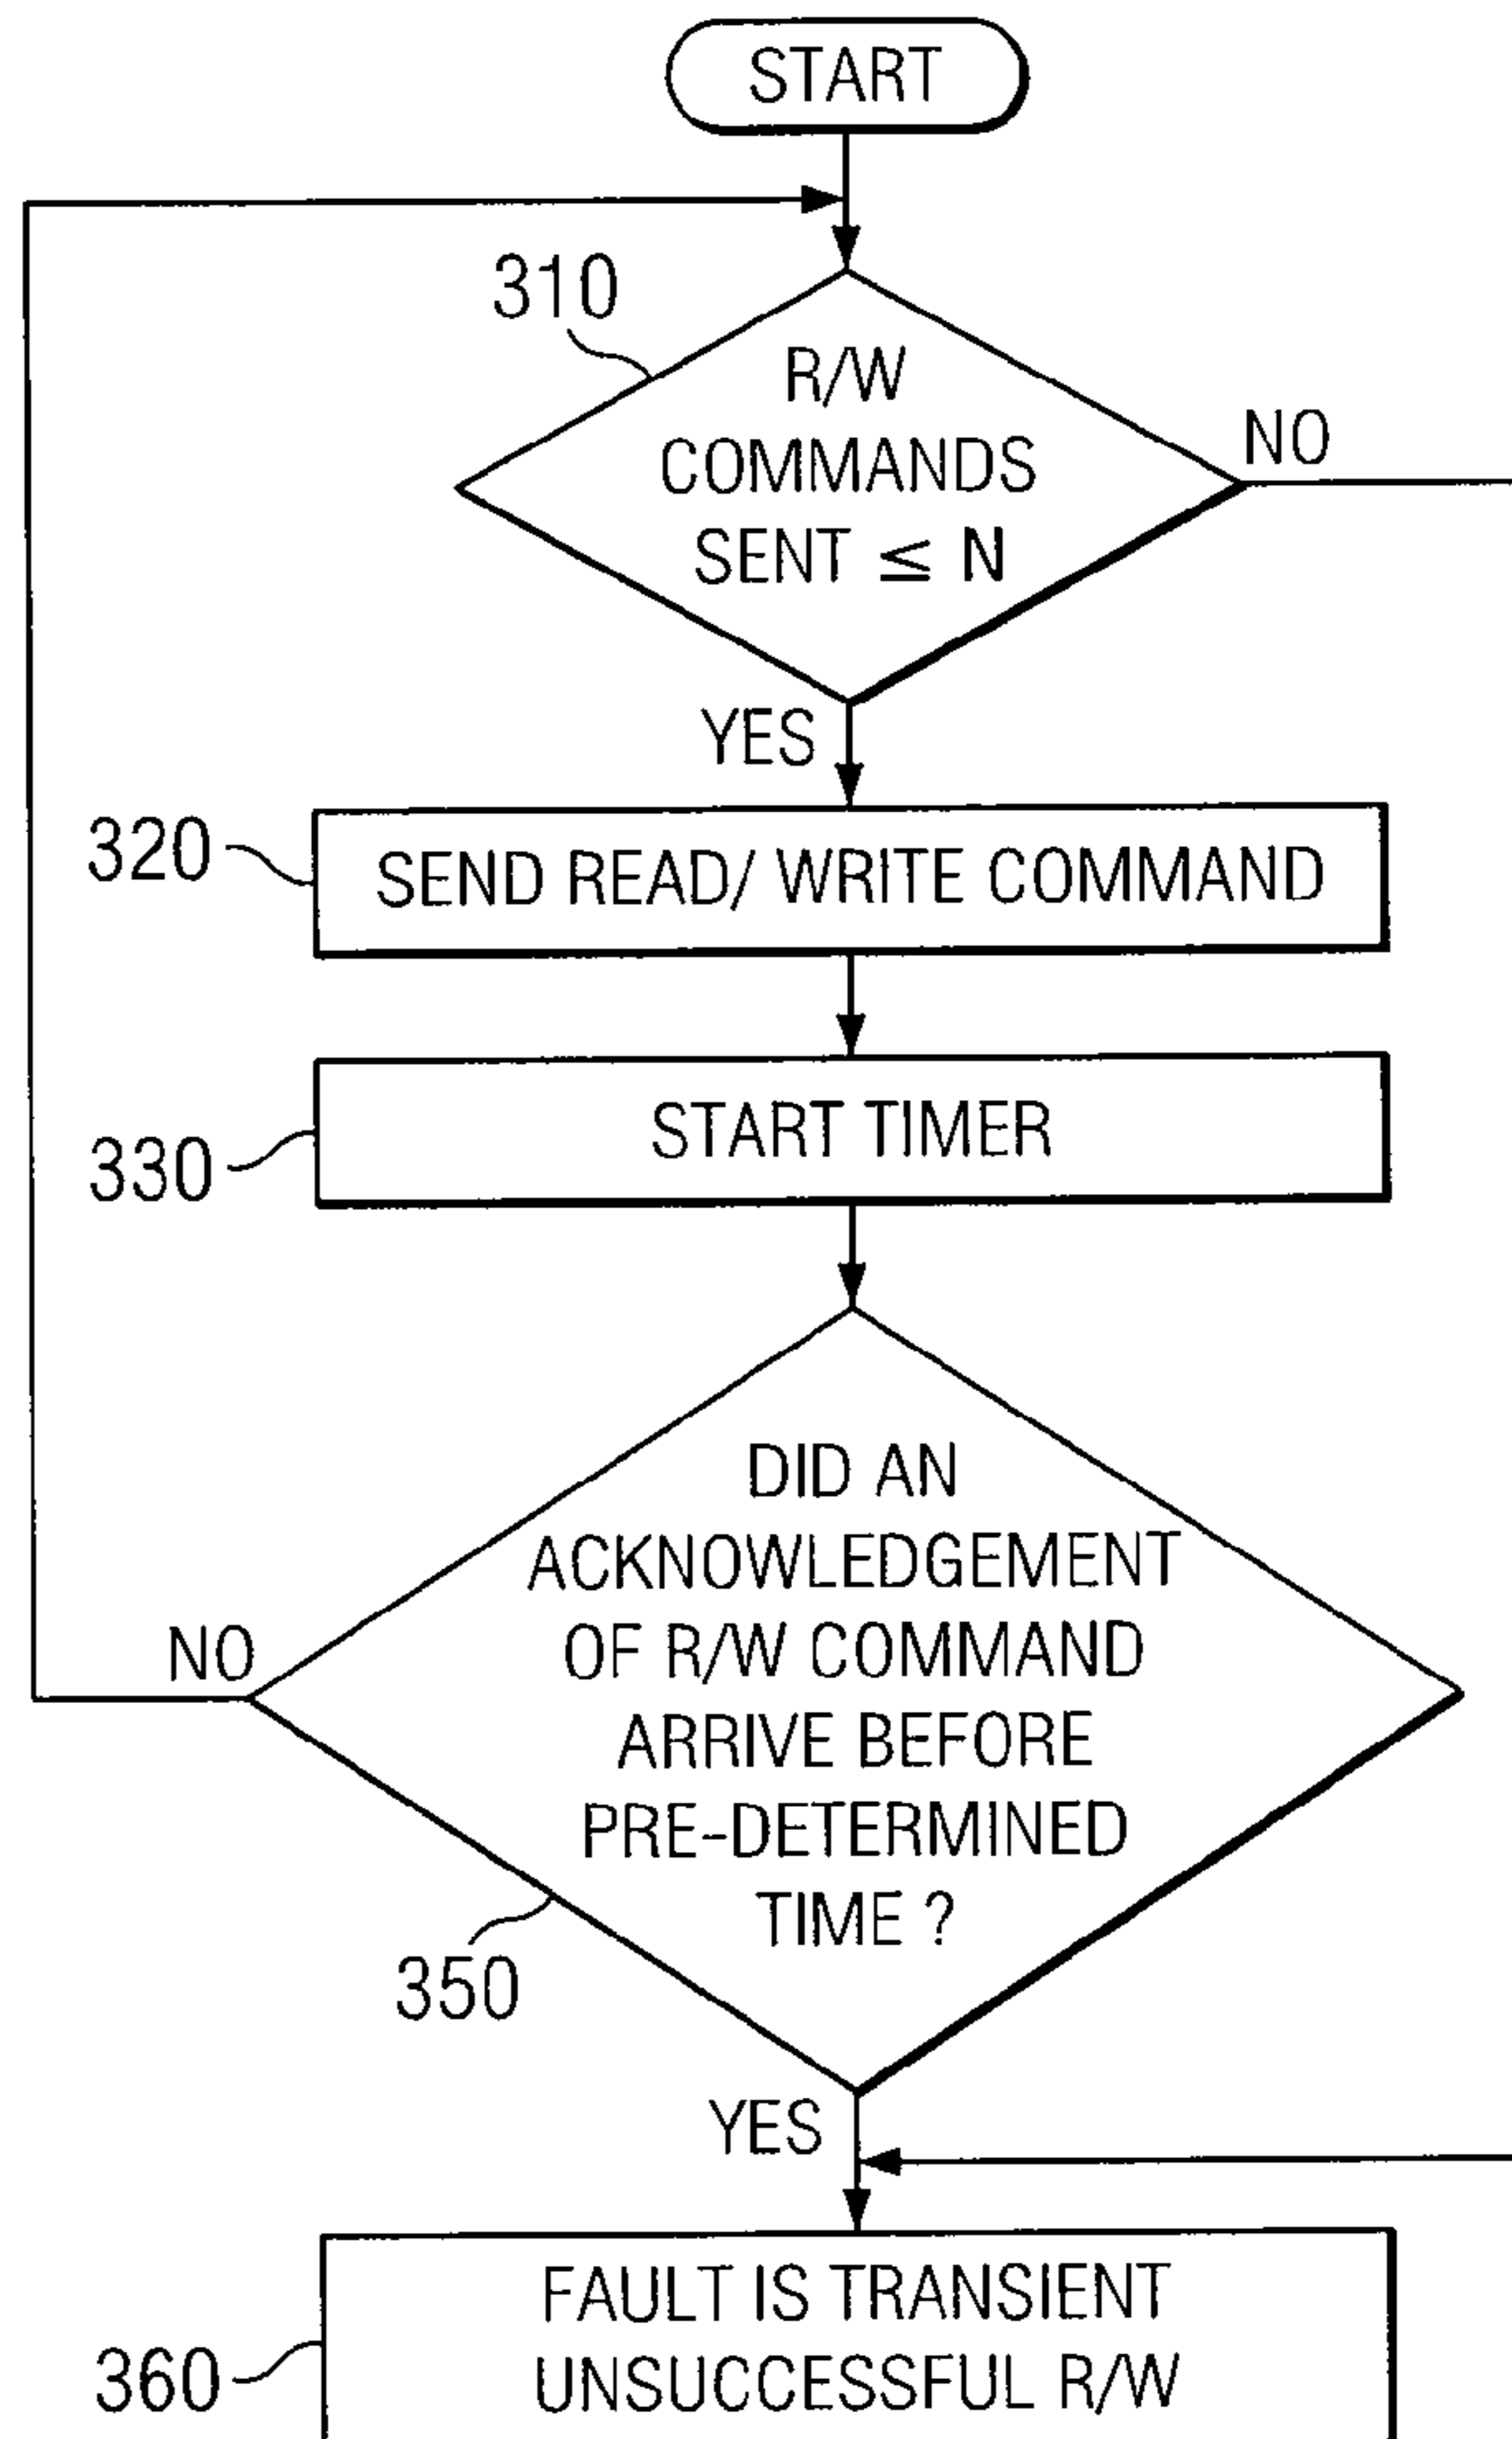 START
310
R/W
COMMANDS
SENT ≤ N
NO
YES
320
SEND READ/ WRITE COMMAND
330
START TIMER
DID AN
ACKNOWLEDGEMENT
OF R/W COMMAND
ARRIVE BEFORE
PRE-DETERMINED
TIME ?
NO
350
YES
360
FAULT IS TRANSIENT
UNSUCCESSFUL R/W